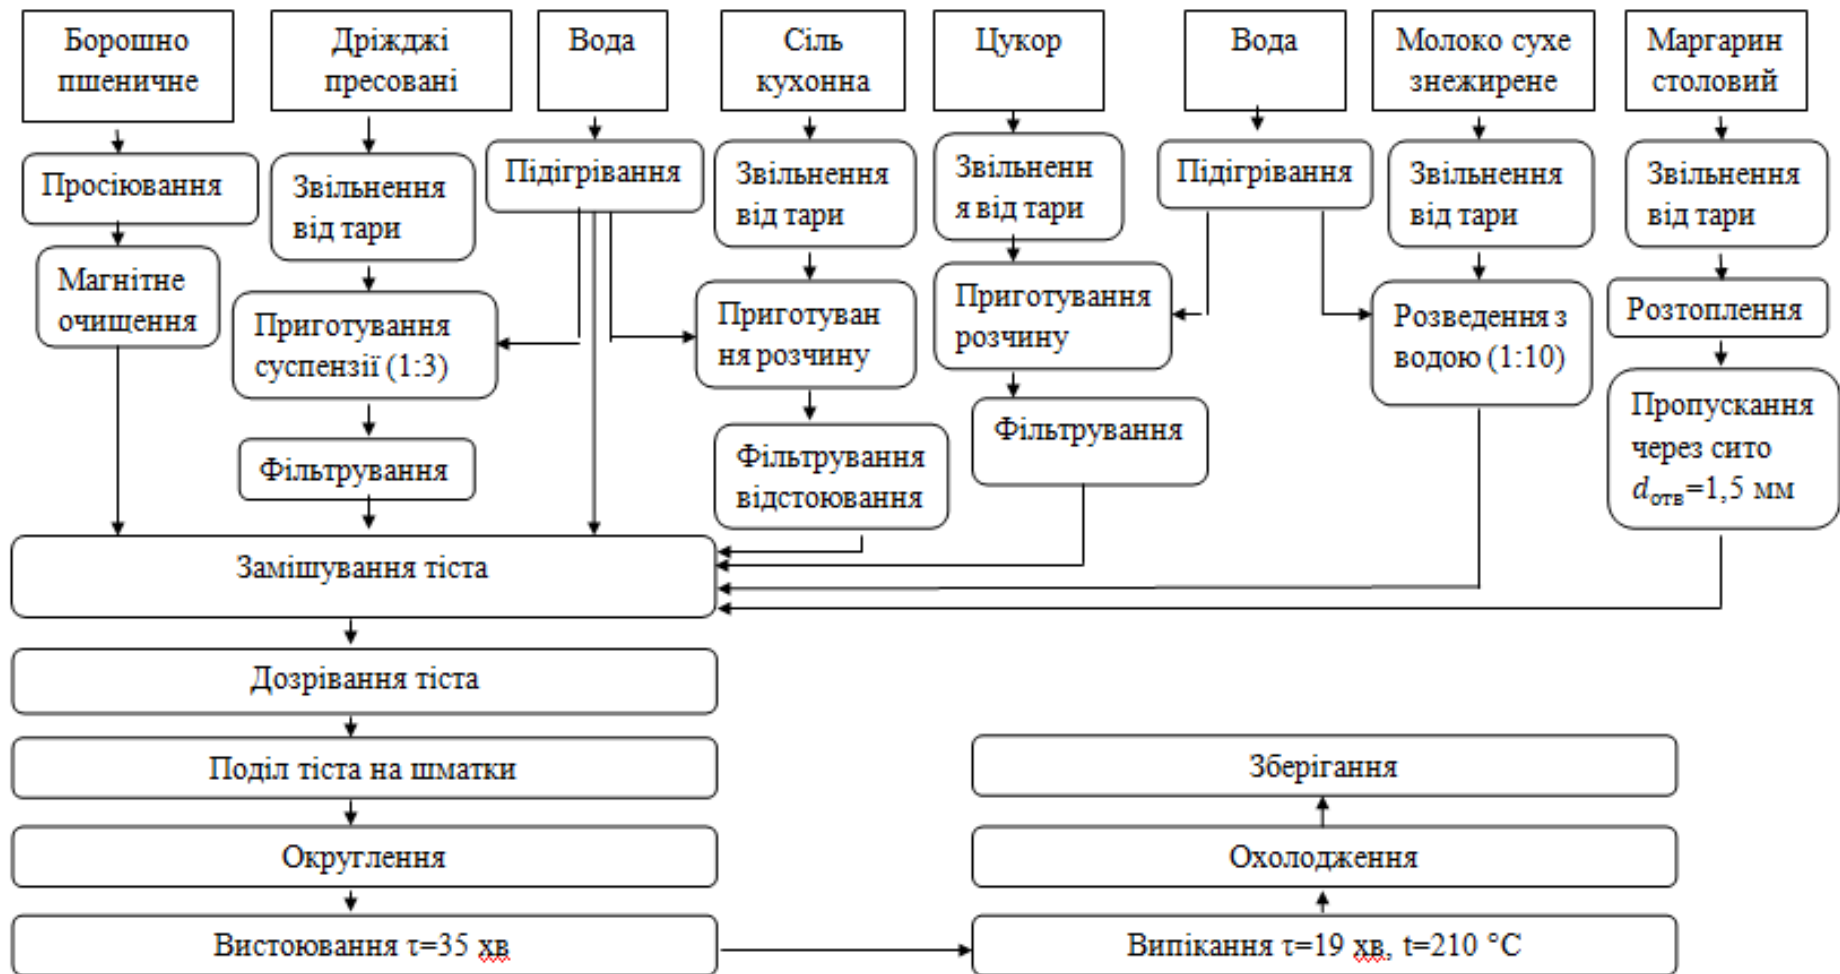 Борошно
пшеничне
Дріжджі
пресовані
Вода
Сіль
кухонна
Цукор
Вода
Молоко сухе
знежирене
Маргарин
столовий
Просіювання
Звільнення
від тари
Підігрівання
Звільнення
від тари
Звільненн
я від тари
Підігрівання
Звільнення
від тари
Звільнення
від тари
Магнітне
очищення
Приготування
суспензії (1:3)
Приготуван
ня розчину
Приготування
розчину
Розведення з
водою (1:10)
Розтоплення
Фільтрування
Фільтрування
відстоювання
Фільтрування
Пропускання
через сито
dотв=1,5 мм
Замішування тіста
Дозрівання тіста
Поділ тіста на шматки
Округлення
Вистоювання τ=35 хв
Зберігання
Охолодження
Випікання τ=19 хв, t=210 °С